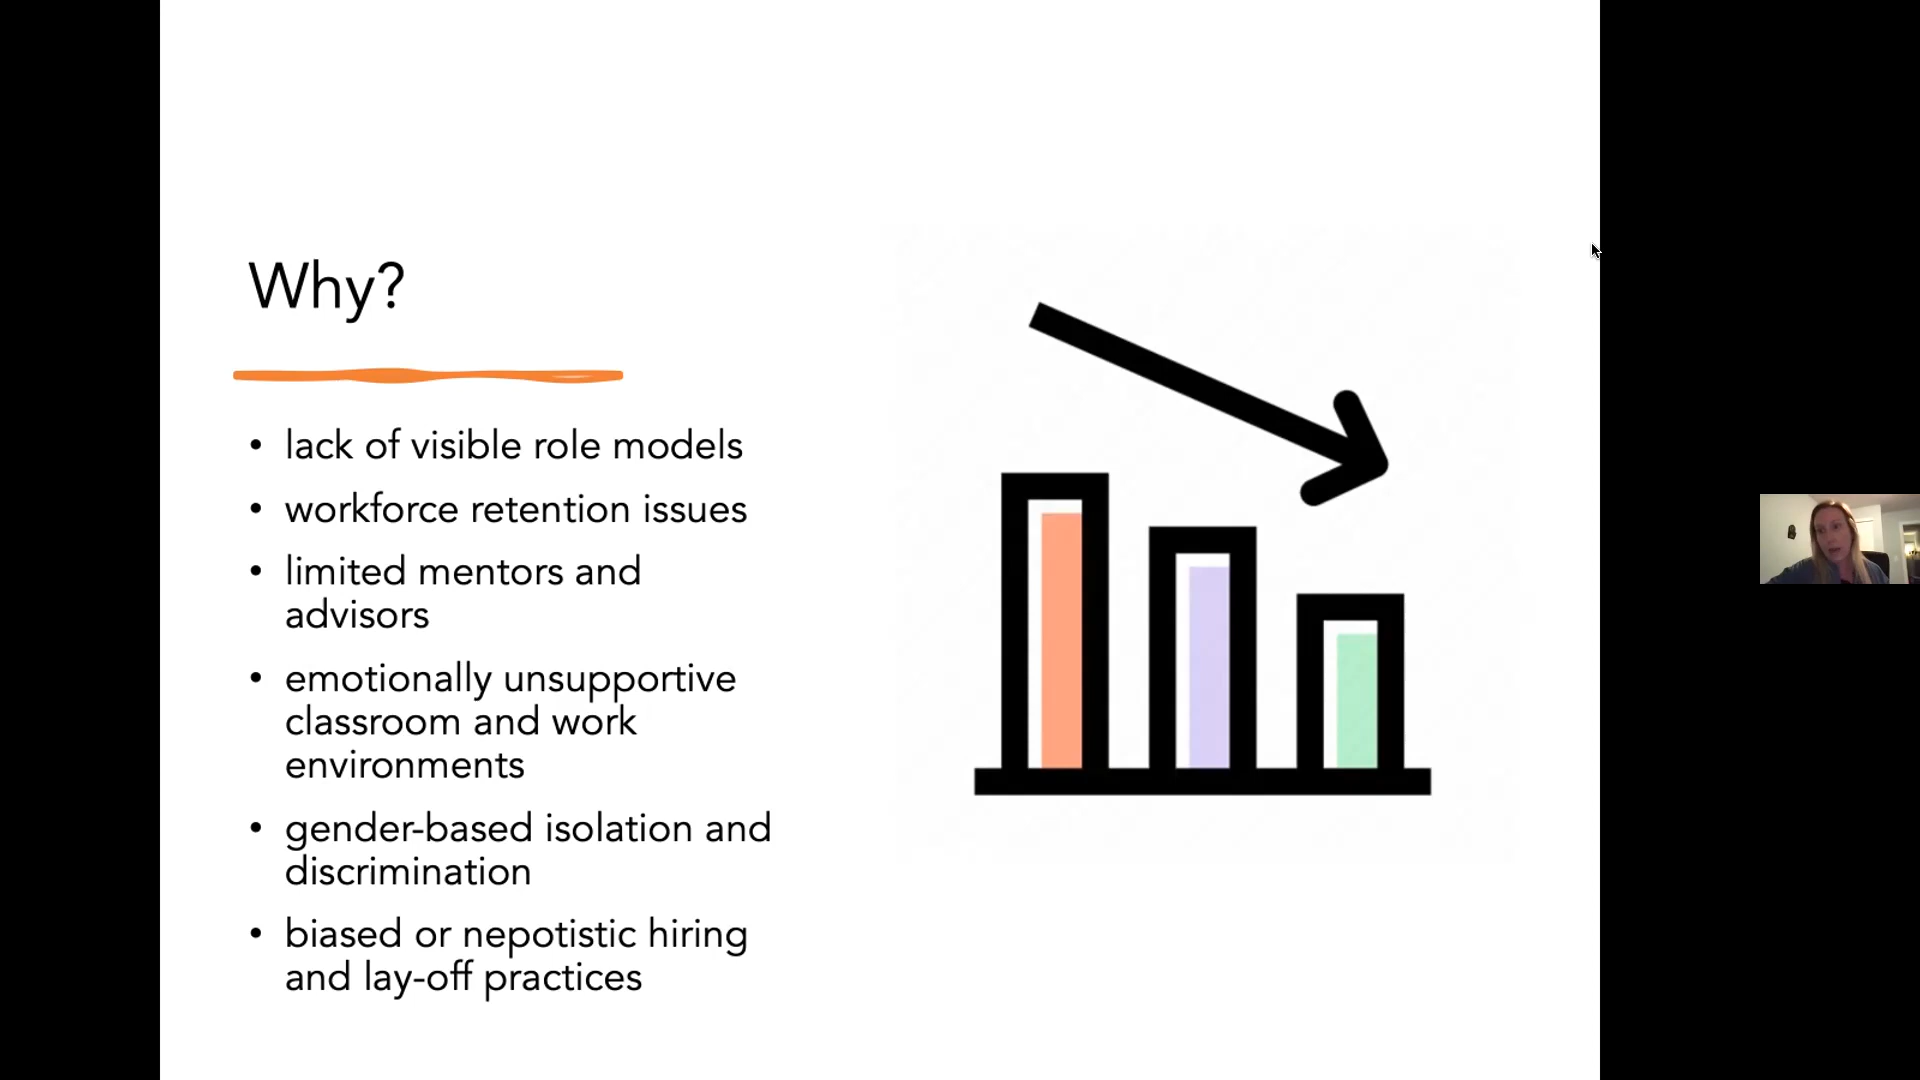 Why?
• lack of visible role models
• workforce retention issues
• limited mentors and
advisors
• emotionally unsupportive
classroom and work
environments
• gender-based isolation and
discrimination
• biased or nepotistic hiring
and lay-off practices